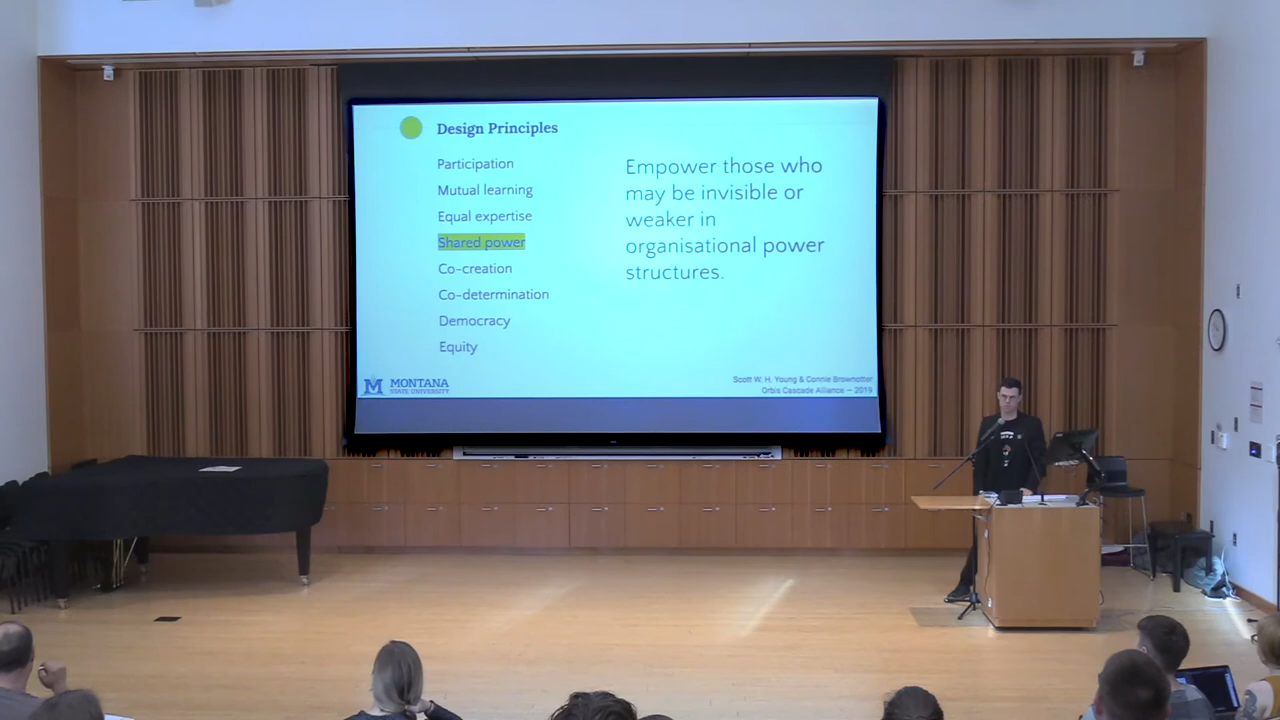 Design Principles
Participation
Mutual learning
Equal expertise
Shared power
Co-creation
Co-determination
Democracy
Equity
Empower those who
may be invisible or
weaker in
organisational power
structures.
M MONTANA
STATE UNIVERSITY
Scott W. H. Young & Connie Brownotter
Orbis Cascade Alliance – 2019